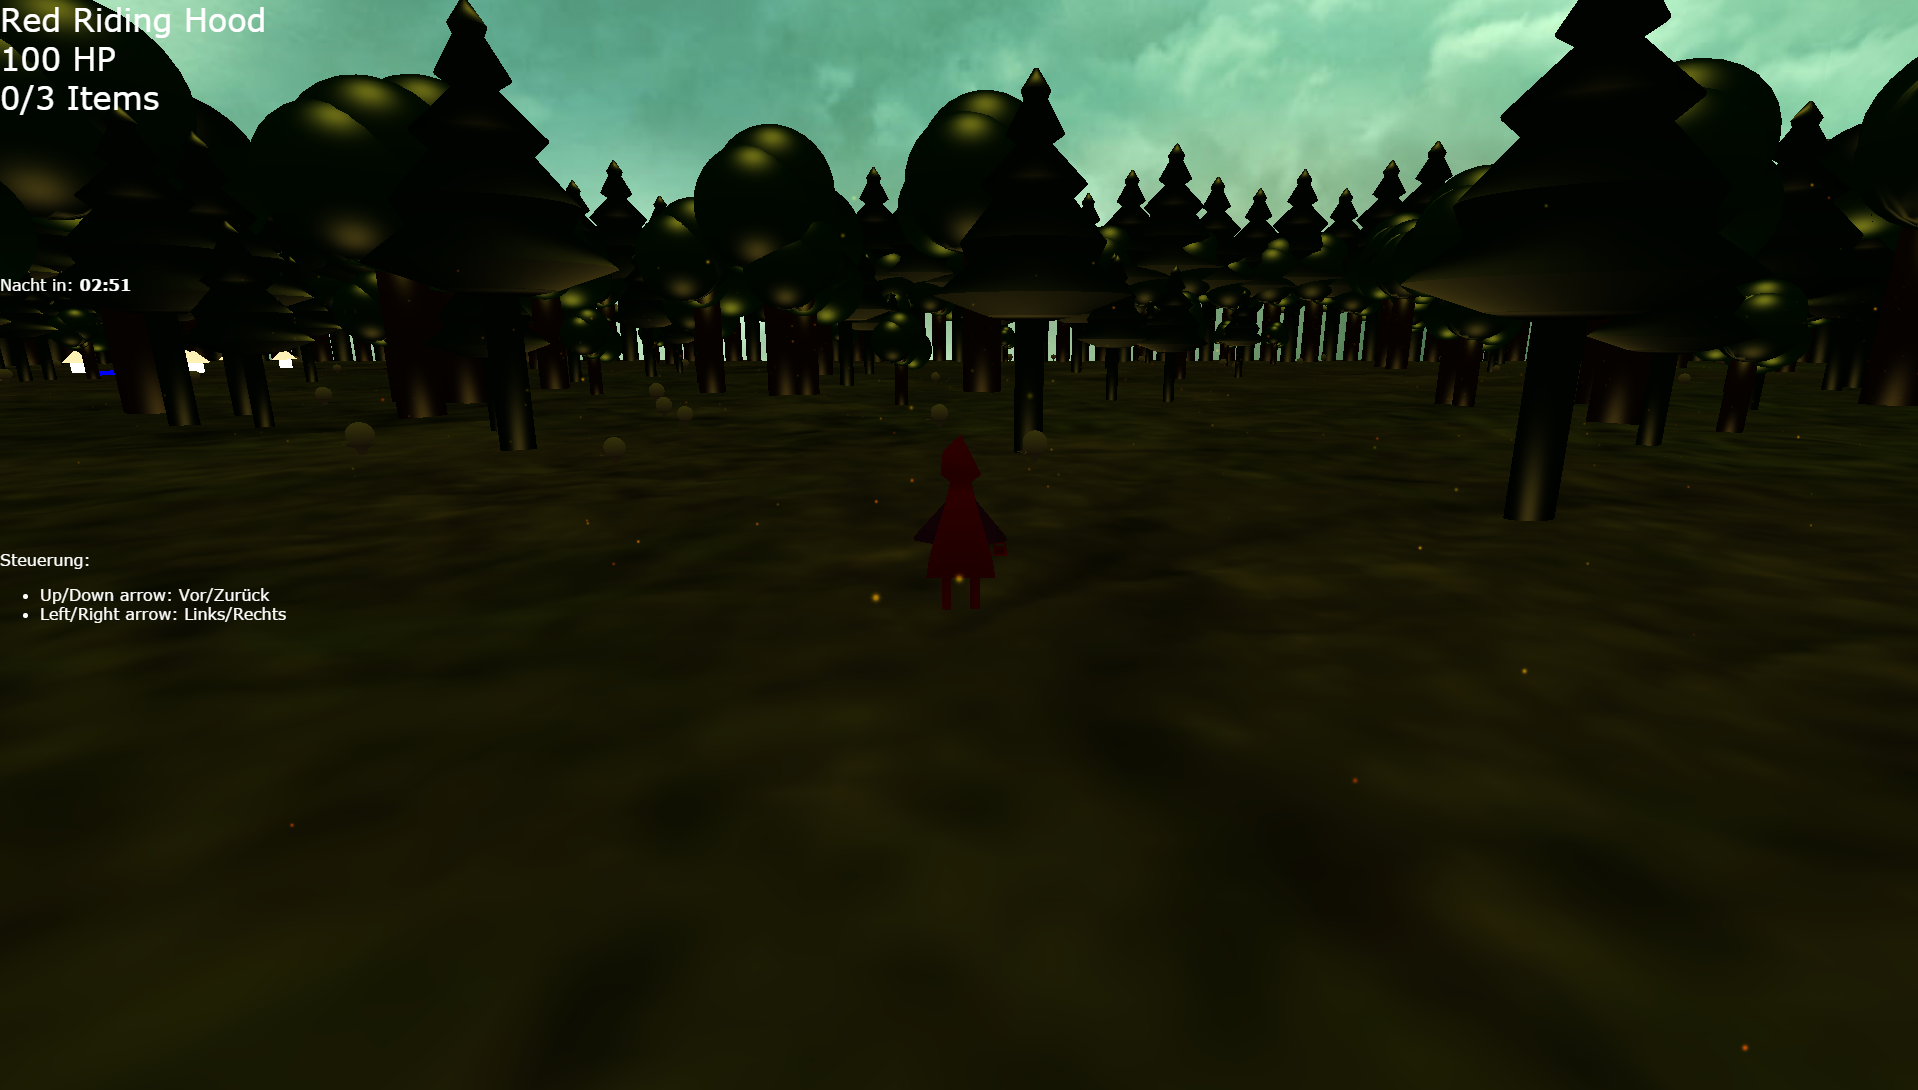 Red Riding Hood
100 HP
0/3 Items
Nacht in: 02:51
Steuerung:
• Up/Down arrow: Vor/Zurück
• Left/Right arrow: Links/Rechts